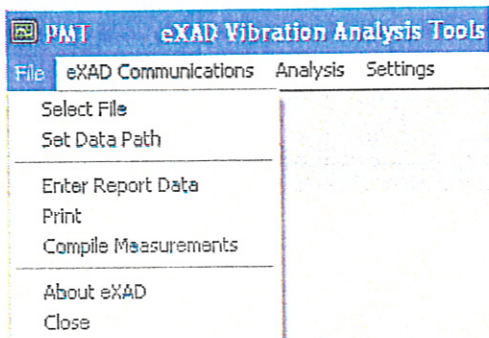 PMT eXAD Vibration Analysis Tools
File eXAD Communications Analysis Settings
Select File
Set Data Path
Enter Report Data
Print
Compile Measurements
About eXAD
Close